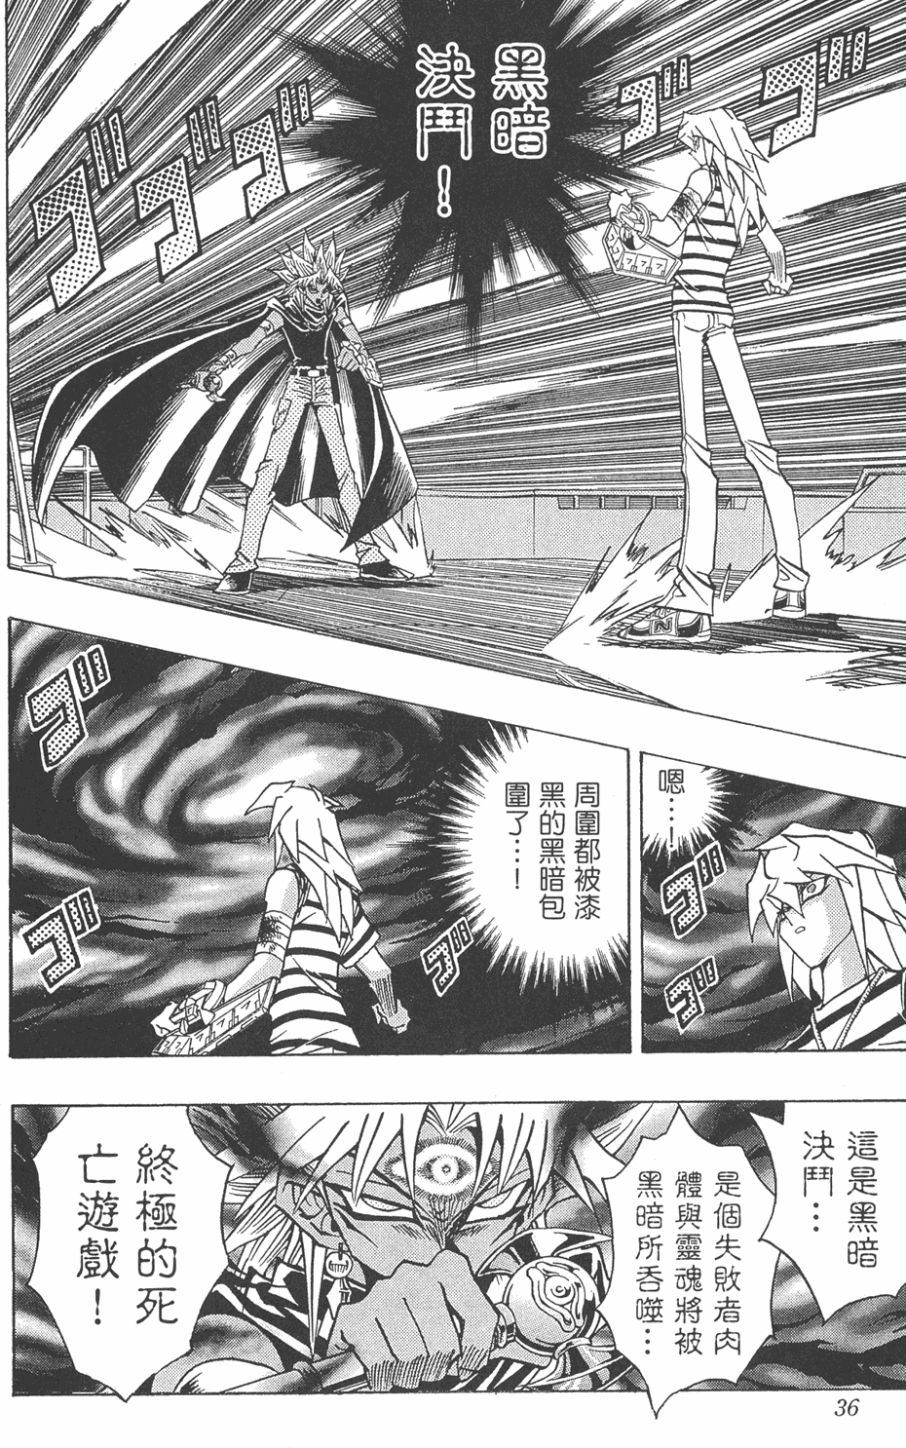 黑暗
決鬥！
ゴ
ゴ
ゴ
ゴ
ゴ
嗯…
ゴ
ゴ
周圍都被漆
黑的黑暗包
圍了…！
ゴ
ゴ
ゴ
這是黑暗
決鬥…
是個失敗者肉
體與靈魂將被
黑暗所吞噬…
終極的死
亡遊戲！
N
36